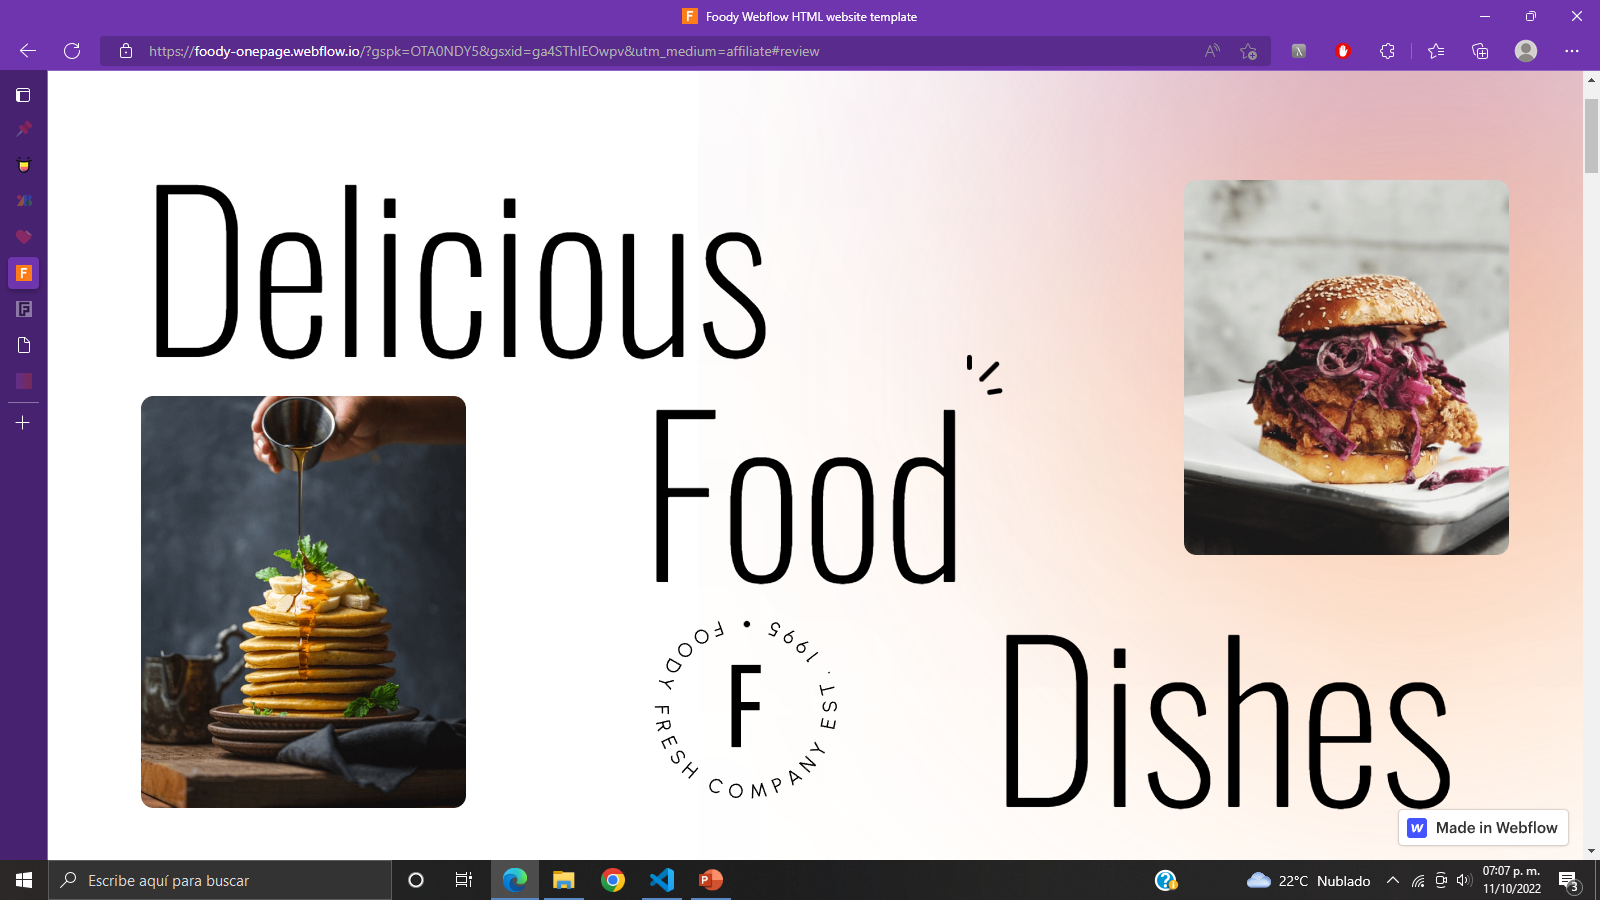 Foody Webflow HTML website template
https://foody-onepage.webflow.io/?gspk=OTA0NDY5&gsxid=ga4SThIEOwpv&utm_medium=affiliate#review
Delicious
Food
Dishes
F
FOODY FRESH COMPANY EST . 1995 •
Made in Webflow
Escribe aquí para buscar
22°C Nublado
07:07 p. m.
11/10/2022
3